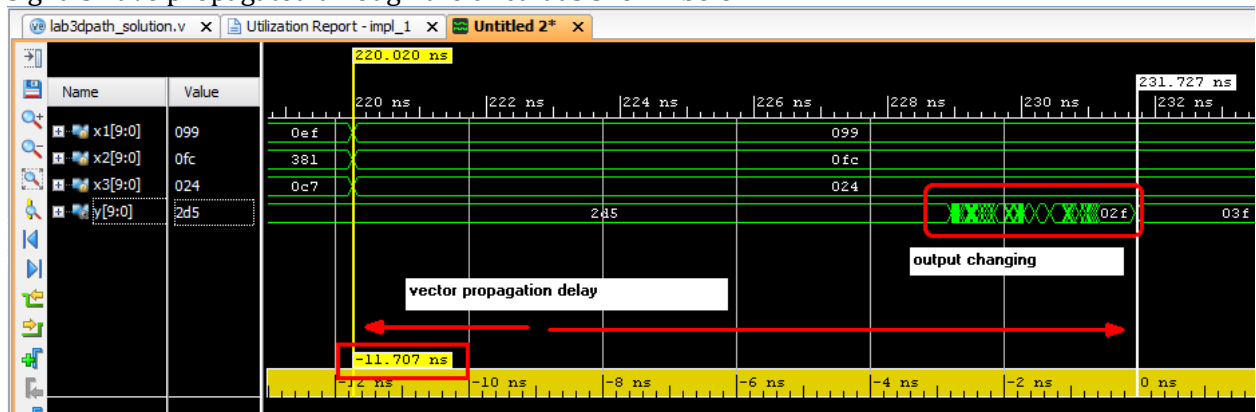 lab3dpath_solution.v X Utilization Report - impl_1 X Untitled 2* X
220.020 ns
231.727 ns
Name Value
220 ns 222 ns 224 ns 226 ns 228 ns 230 ns 232 ns
x1[9:0] 099 0ef 099
x2[9:0] 0fc 381 0fc
x3[9:0] 024 0c7 024
y[9:0] 2d5 2d5 02f 03f
output changing
vector propagation delay
-11.707 ns
-12 ns -10 ns -8 ns -6 ns -4 ns -2 ns 0 ns